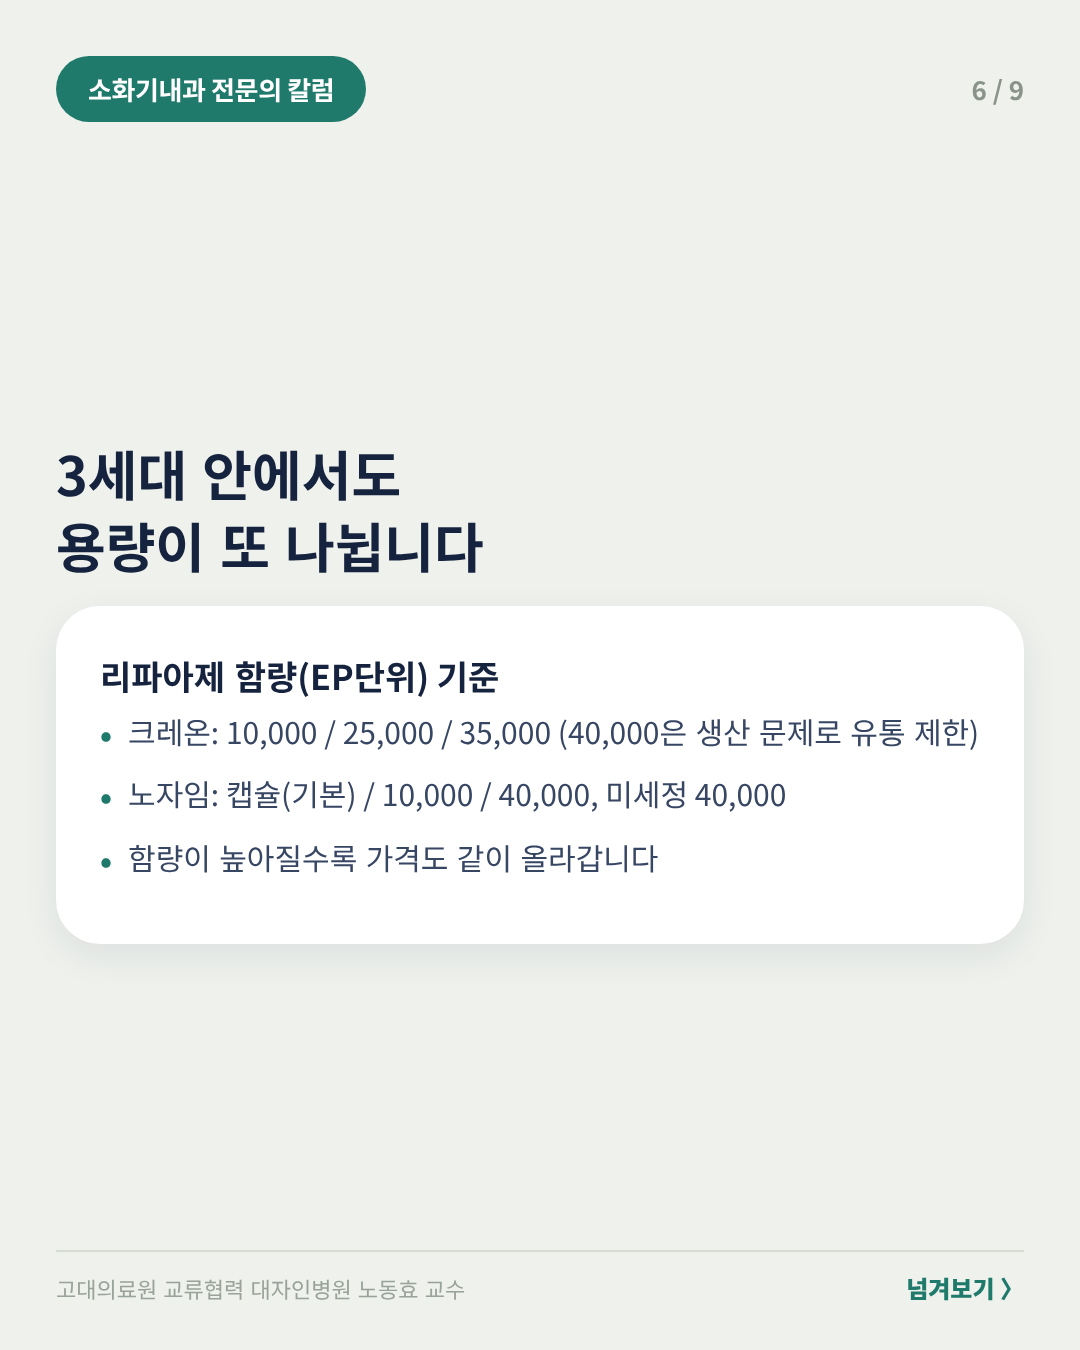 소화기내과 전문의 칼럼
6 / 9
3세대 안에서도
용량이 또 나뉩니다
리파아제 함량(EP단위) 기준
• 크레온: 10,000 / 25,000 / 35,000 (40,000은 생산 문제로 유통 제한)
• 노자임: 캡슐(기본) / 10,000 / 40,000, 미세정 40,000
• 함량이 높아질수록 가격도 같이 올라갑니다
고대의료원 교류협력 대자인병원 노동효 교수
넘겨보기 〉